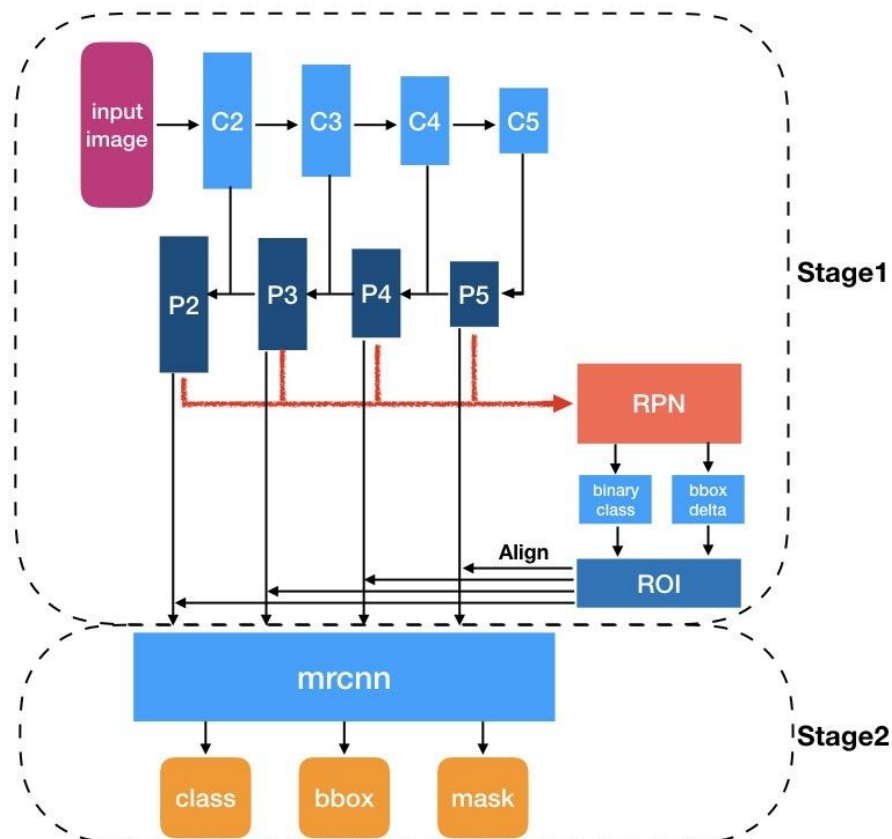 input
image
C2
C3
C4
C5
P2
P3
P4
P5
Stage1
RPN
binary
class
bbox
delta
Align
ROI
mrcnn
Stage2
class
bbox
mask